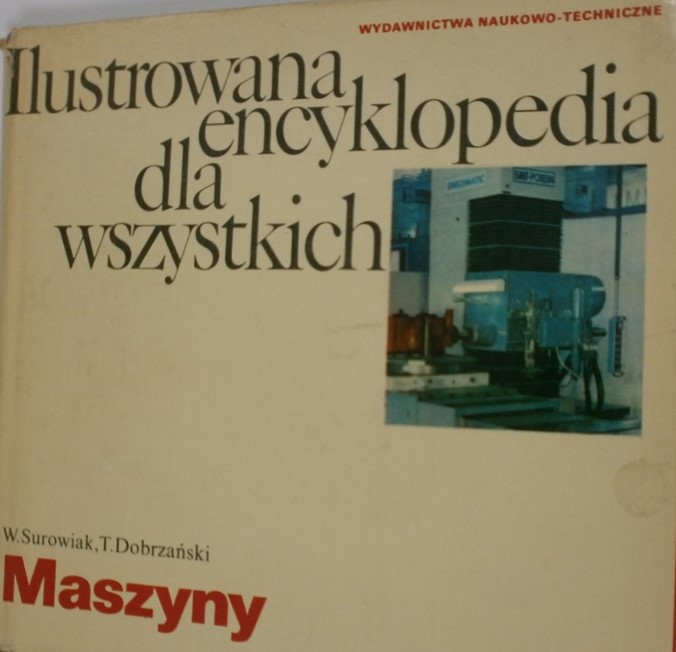 WYDAWNICTWA NAUKOWO-TECHNICZNE
Ilustrowana
encyklopedia
dla
wszystkich
W. Surowiak, T. Dobrzański
Maszyny